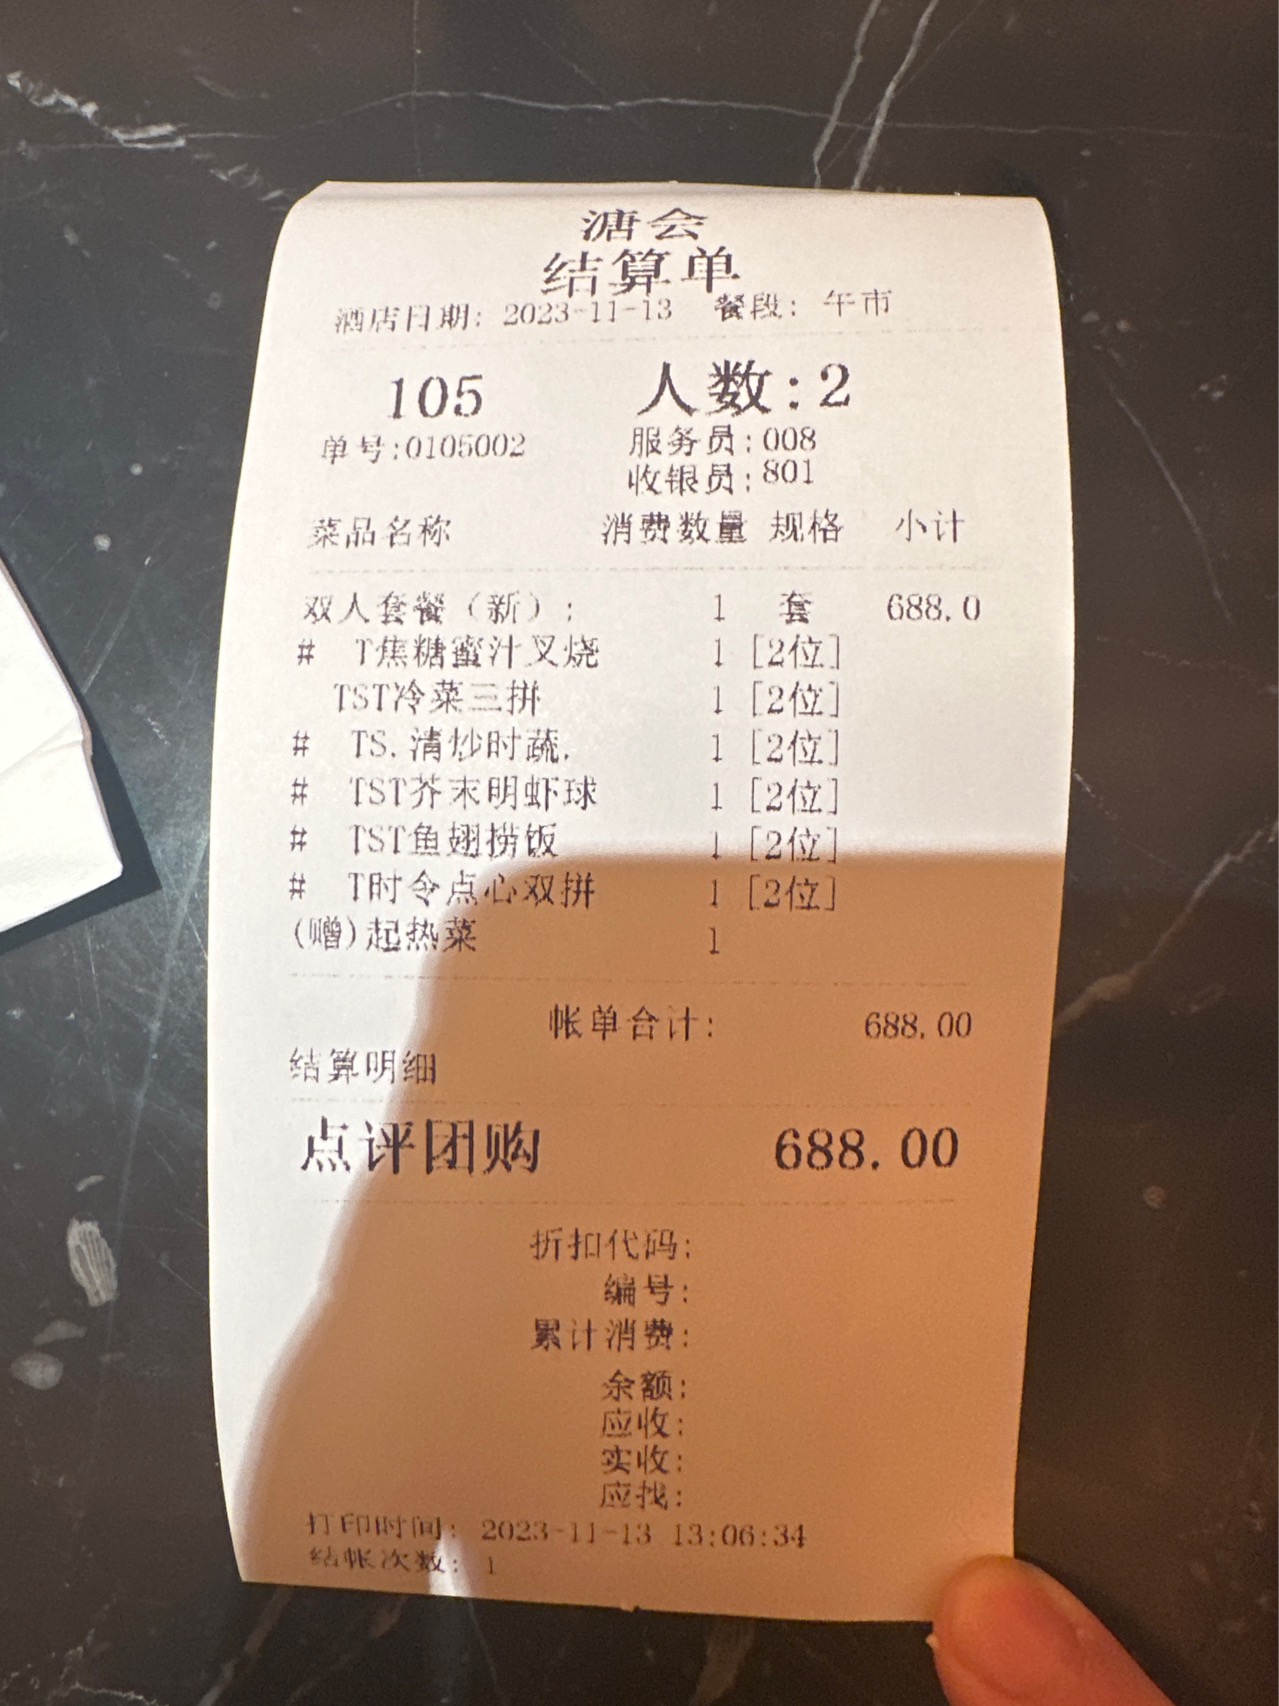 溏会
结算单
酒店日期: 2023-11-13 餐段: 午市
105 人数:2
单号:0105002 服务员:008
收银员:801
菜品名称 消费数量 规格 小计
双人套餐（新）: 1 套 688.0
# T焦糖蜜汁叉烧 1 [2位]
TST冷菜三拼 1 [2位]
# TS.清炒时蔬. 1 [2位]
# TST芥末明虾球 1 [2位]
# TST鱼翅捞饭 1 [2位]
# T时令点心双拼 1 [2位]
(赠)起热菜 1
帐单合计: 688.00
结算明细
点评团购 688.00
折扣代码:
编号:
累计消费:
余额:
应收:
实收:
应找:
打印时间: 2023-11-13 13:06:34
结帐次数: 1